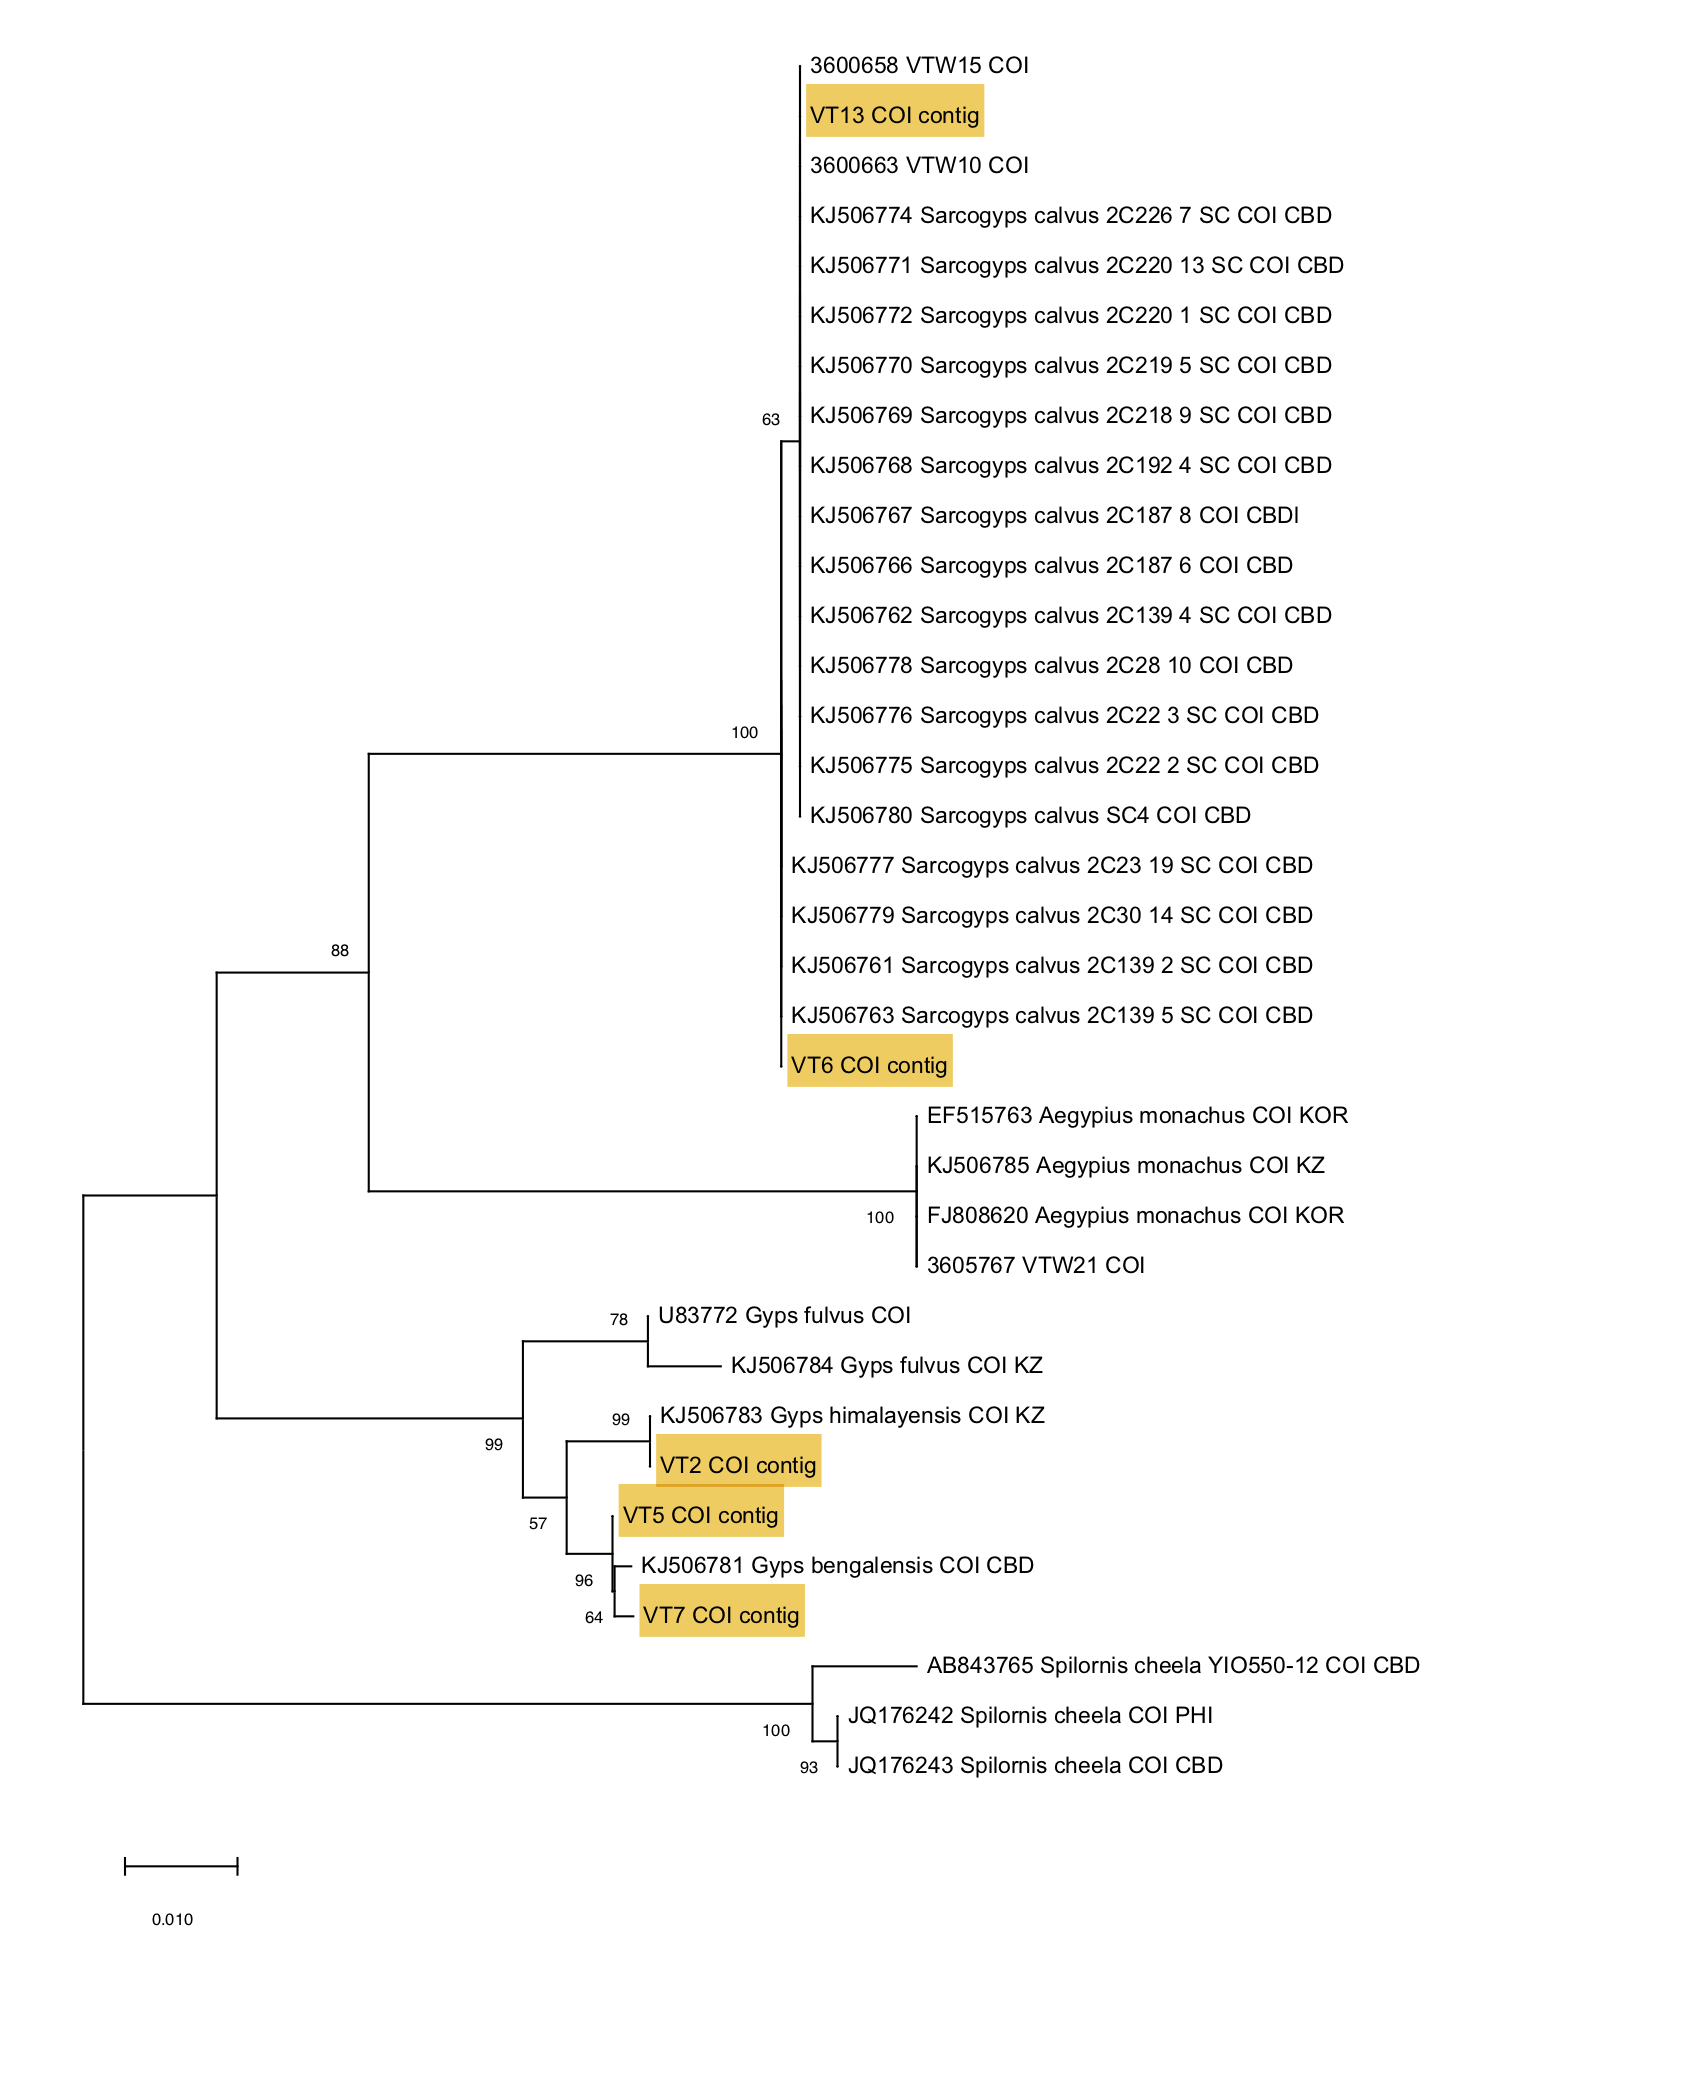 3600658 VTW15 COI
VT13 COI contig
3600663 VTW10 COI
KJ506774 Sarcogyps calvus 2C226 7 SC COI CBD
KJ506771 Sarcogyps calvus 2C220 13 SC COI CBD
KJ506772 Sarcogyps calvus 2C220 1 SC COI CBD
KJ506770 Sarcogyps calvus 2C219 5 SC COI CBD
KJ506769 Sarcogyps calvus 2C218 9 SC COI CBD
63
KJ506768 Sarcogyps calvus 2C192 4 SC COI CBD
KJ506767 Sarcogyps calvus 2C187 8 COI CBDI
KJ506766 Sarcogyps calvus 2C187 6 COI CBD
KJ506762 Sarcogyps calvus 2C139 4 SC COI CBD
KJ506778 Sarcogyps calvus 2C28 10 COI CBD
KJ506776 Sarcogyps calvus 2C22 3 SC COI CBD
100
KJ506775 Sarcogyps calvus 2C22 2 SC COI CBD
KJ506780 Sarcogyps calvus SC4 COI CBD
KJ506777 Sarcogyps calvus 2C23 19 SC COI CBD
KJ506779 Sarcogyps calvus 2C30 14 SC COI CBD
88
KJ506761 Sarcogyps calvus 2C139 2 SC COI CBD
KJ506763 Sarcogyps calvus 2C139 5 SC COI CBD
VT6 COI contig
EF515763 Aegypius monachus COI KOR
KJ506785 Aegypius monachus COI KZ
100
FJ808620 Aegypius monachus COI KOR
3605767 VTW21 COI
78
U83772 Gyps fulvus COI
KJ506784 Gyps fulvus COI KZ
99
KJ506783 Gyps himalayensis COI KZ
99
VT2 COI contig
57
VT5 COI contig
KJ506781 Gyps bengalensis COI CBD
96
64
VT7 COI contig
AB843765 Spilornis cheela YIO550-12 COI CBD
JQ176242 Spilornis cheela COI PHI
100
93
JQ176243 Spilornis cheela COI CBD
0.010